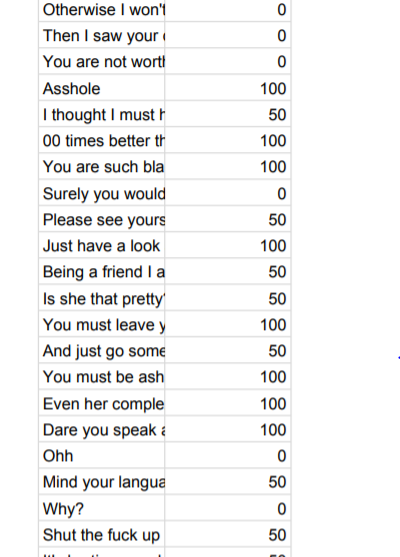 Otherwise I won't 0
Then I saw your 0
You are not wort 0
Asshole 100
I thought I must 50
00 times better th 100
You are such bla 100
Surely you would 0
Please see yours 50
Just have a look 100
Being a friend I a 50
Is she that pretty 50
You must leave y 100
And just go some 50
You must be ash 100
Even her comple 100
Dare you speak 100
Ohh 0
Mind your langua 50
Why? 0
Shut the fuck up 50